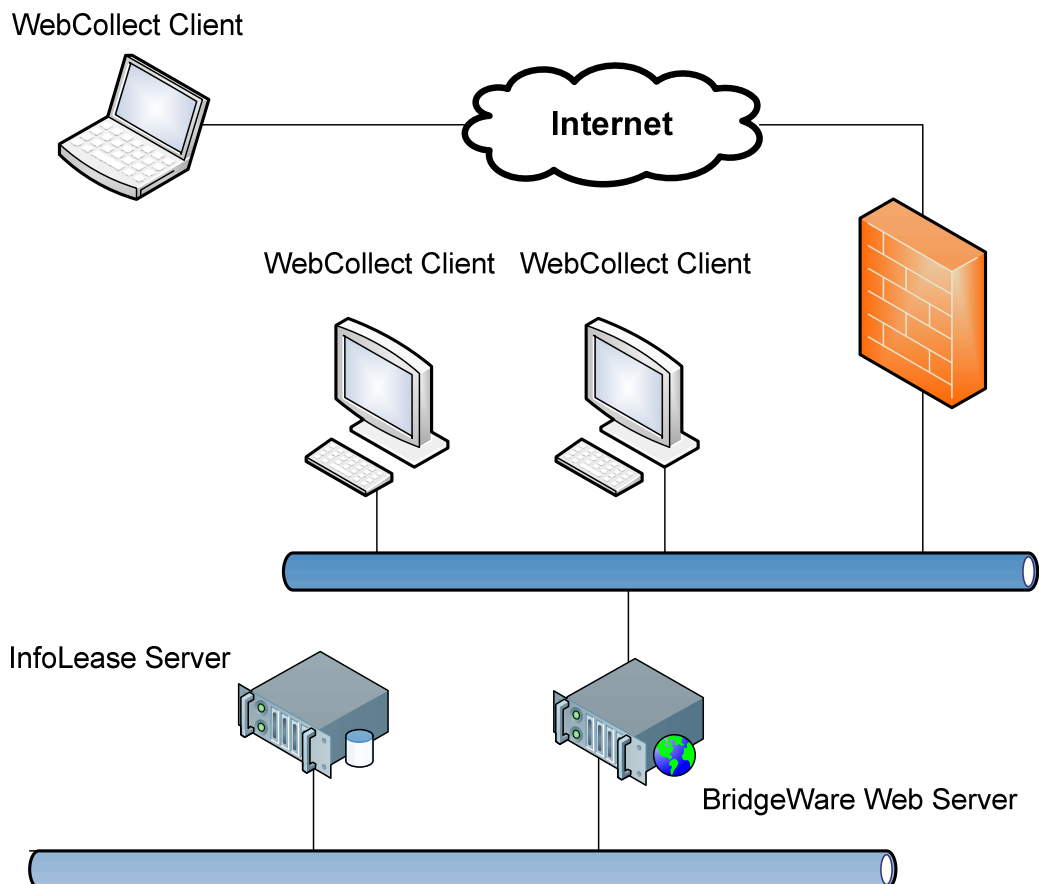 WebCollect Client
Internet
WebCollect Client
WebCollect Client
InfoLease Server
BridgeWare Web Server